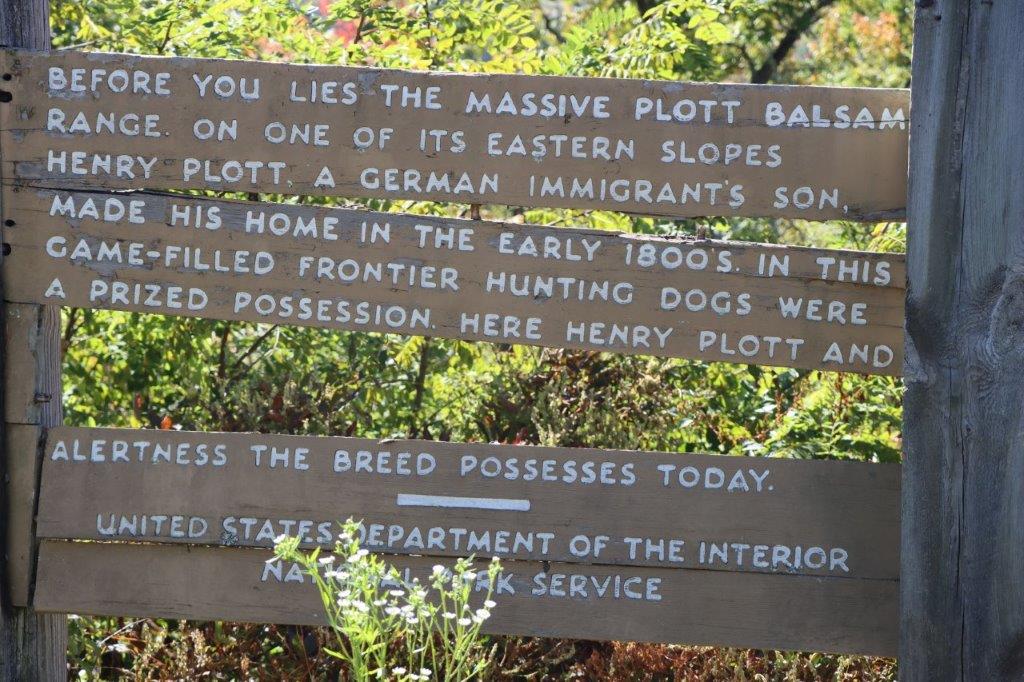 BEFORE YOU LIES THE MASSIVE PLOTT BALSAM
RANGE. ON ONE OF ITS EASTERN SLOPES
HENRY PLOTT, A GERMAN IMMIGRANT'S SON,
MADE HIS HOME IN THE EARLY 1800'S. IN THIS
GAME-FILLED FRONTIER HUNTING DOGS WERE
A PRIZED POSSESSION. HERE HENRY PLOTT AND
ALERTNESS THE BREED POSSESSES TODAY.
UNITED STATES DEPARTMENT OF THE INTERIOR
NATIONAL PARK SERVICE